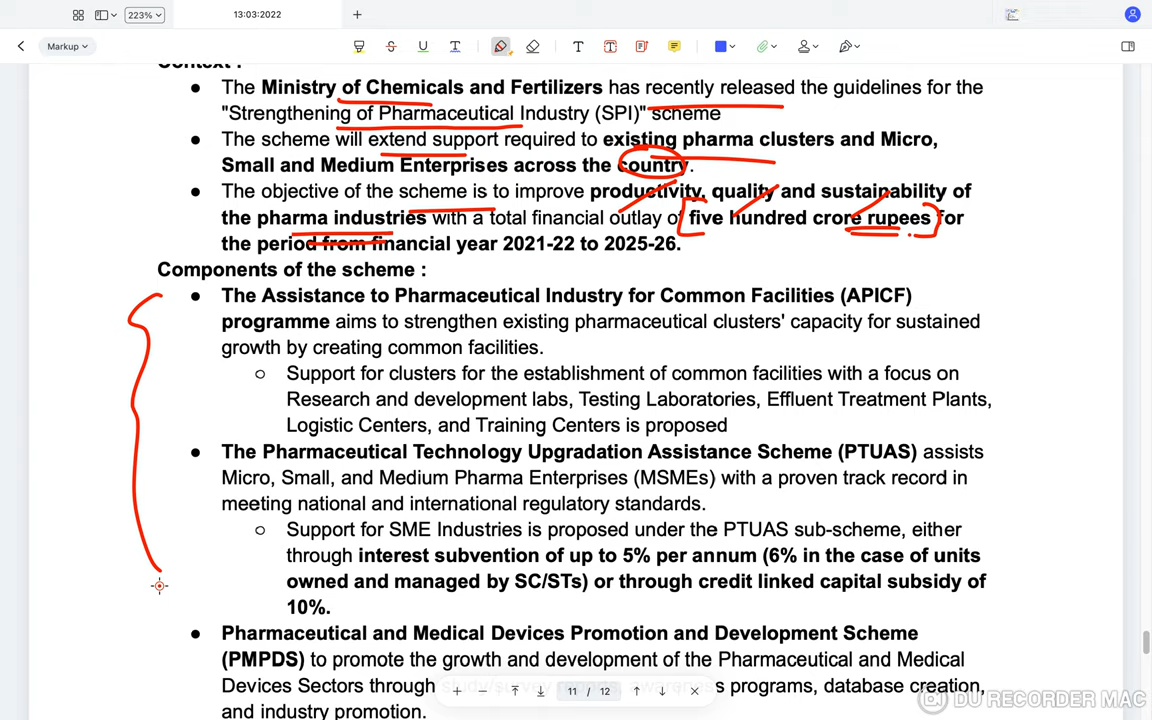 223%
13:03:2022
Markup
Context :
● The Ministry of Chemicals and Fertilizers has recently released the guidelines for the
"Strengthening of Pharmaceutical Industry (SPI)" scheme
● The scheme will extend support required to existing pharma clusters and Micro,
Small and Medium Enterprises across the country.
● The objective of the scheme is to improve productivity, quality and sustainability of
the pharma industries with a total financial outlay of five hundred crore rupees for
the period from financial year 2021-22 to 2025-26.
Components of the scheme :
● The Assistance to Pharmaceutical Industry for Common Facilities (APICF)
programme aims to strengthen existing pharmaceutical clusters' capacity for sustained
growth by creating common facilities.
○ Support for clusters for the establishment of common facilities with a focus on
Research and development labs, Testing Laboratories, Effluent Treatment Plants,
Logistic Centers, and Training Centers is proposed
● The Pharmaceutical Technology Upgradation Assistance Scheme (PTUAS) assists
Micro, Small, and Medium Pharma Enterprises (MSMEs) with a proven track record in
meeting national and international regulatory standards.
○ Support for SME Industries is proposed under the PTUAS sub-scheme, either
through interest subvention of up to 5% per annum (6% in the case of units
owned and managed by SC/STs) or through credit linked capital subsidy of
10%.
● Pharmaceutical and Medical Devices Promotion and Development Scheme
(PMPDS) to promote the growth and development of the Pharmaceutical and Medical
Devices Sectors through study/survey reports, awareness programs, database creation,
and industry promotion.
11 / 12
DU RECORDER MAC